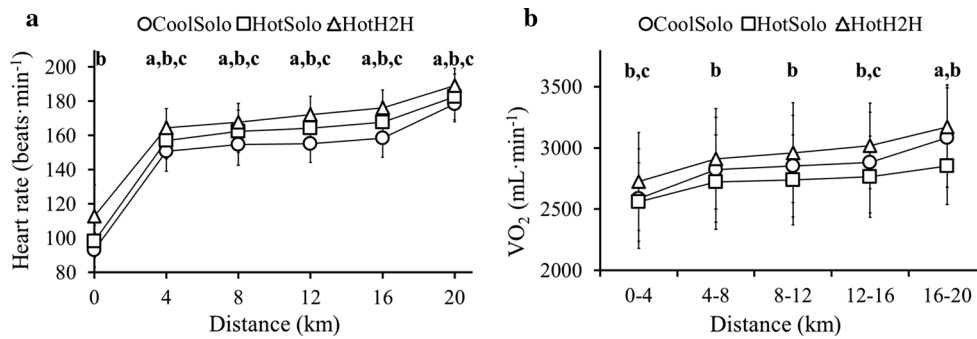 a
CoolSolo HotSolo HotH2H
b a,b,c a,b,c a,b,c a,b,c a,b,c
200
180
160
140
120
100
80
Heart rate (beats·min⁻¹)
0 4 8 12 16 20
Distance (km)
b
CoolSolo HotSolo HotH2H
b,c b b b,c a,b
3500
3000
2500
2000
VO₂ (mL·min⁻¹)
0-4 4-8 8-12 12-16 16-20
Distance (km)